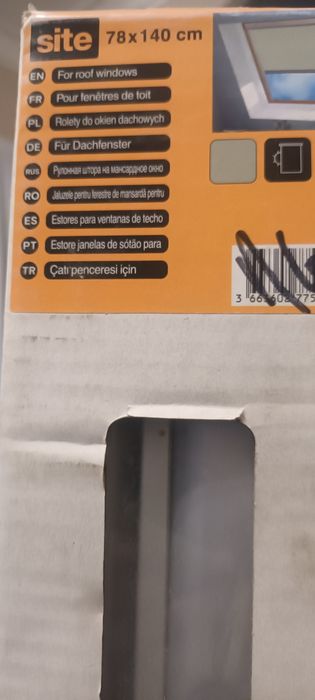 site 78x140 cm
EN For roof windows
FR Pour fenêtres de toit
PL Rolety do okien dachowych
DE Für Dachfenster
RUS Рулонная штора на мансардное окно
RO Jaluzele pentru ferestre de mansardă pentru
ES Estores para ventanas de techo
PT Estore janelas de sótão para
TR Çatı penceresi için